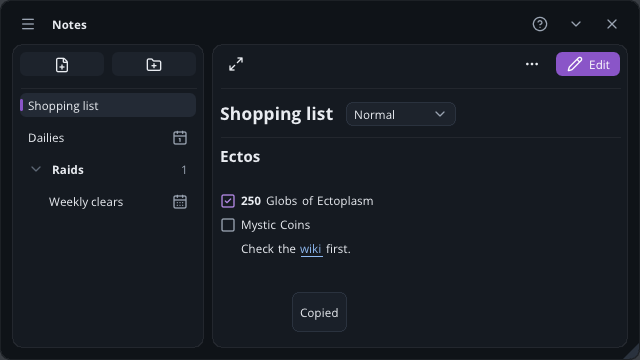 Notes
Edit
Shopping list
Dailies
Raids 1
Weekly clears
Shopping list Normal
Ectos
250 Globs of Ectoplasm
Mystic Coins
Check the wiki first.
Copied